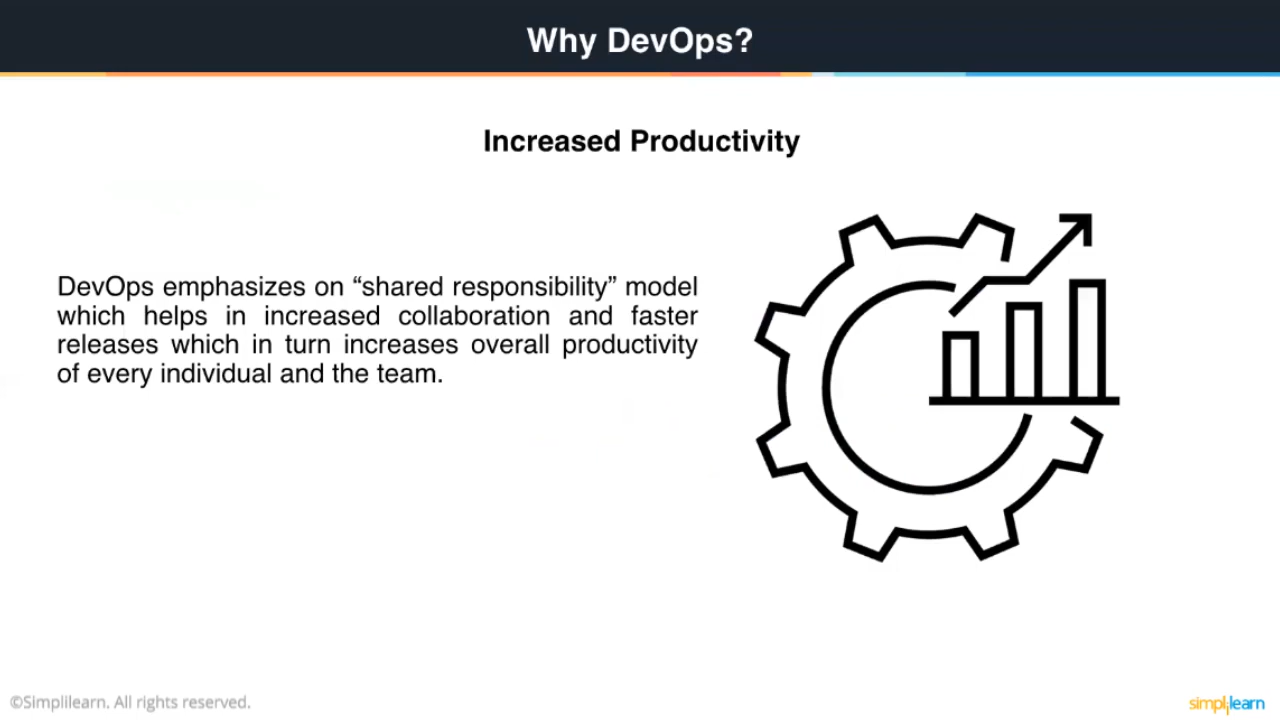 Why DevOps?
Increased Productivity
DevOps emphasizes on “shared responsibility” model
which helps in increased collaboration and faster
releases which in turn increases overall productivity
of every individual and the team.
©Simplilearn. All rights reserved.
simplilearn